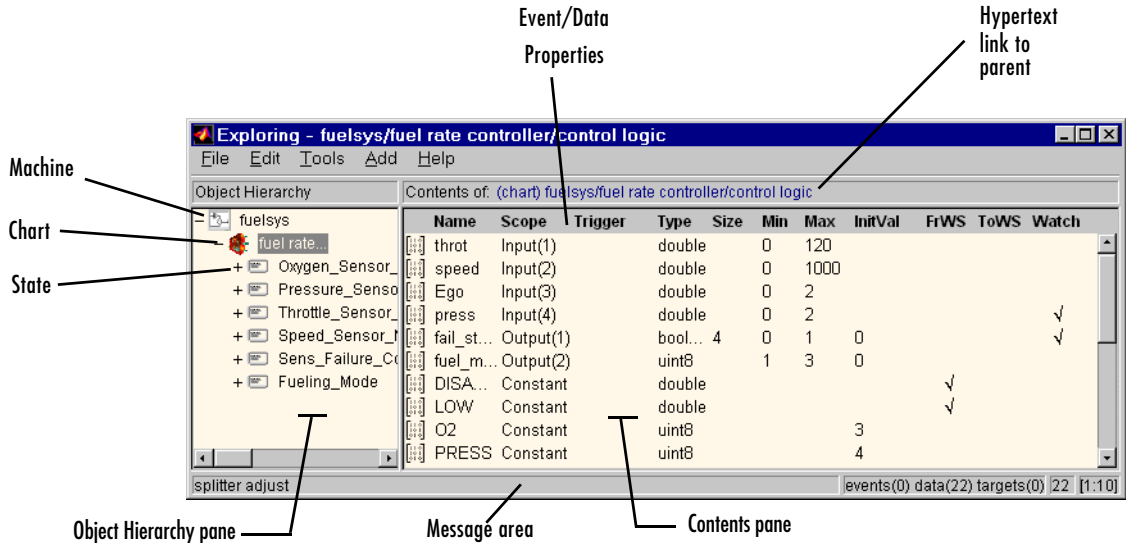 Event/Data
Properties
Hypertext
link to
parent
Exploring - fuelsys/fuel rate controller/control logic
File Edit Tools Add Help
Machine
Object Hierarchy
Contents of: (chart) fuelsys/fuel rate controller/control logic
fuelsys
Name Scope Trigger Type Size Min Max InitVal FrWS ToWS Watch
Chart
fuel rate...
throt Input(1) double 0 120
State
+ Oxygen_Sensor_
speed Input(2) double 0 1000
+ Pressure_Senso
Ego Input(3) double 0 2
+ Throttle_Sensor_
press Input(4) double 0 2 √
+ Speed_Sensor_
fail_st... Output(1) bool... 4 0 1 0 √
+ Sens_Failure_Co
fuel_m... Output(2) uint8 1 3 0
+ Fueling_Mode
DISA... Constant double √
LOW Constant double √
O2 Constant uint8 3
PRESS Constant uint8 4
splitter adjust
events(0) data(22) targets(0) 22 [1:10]
Object Hierarchy pane
Message area
Contents pane